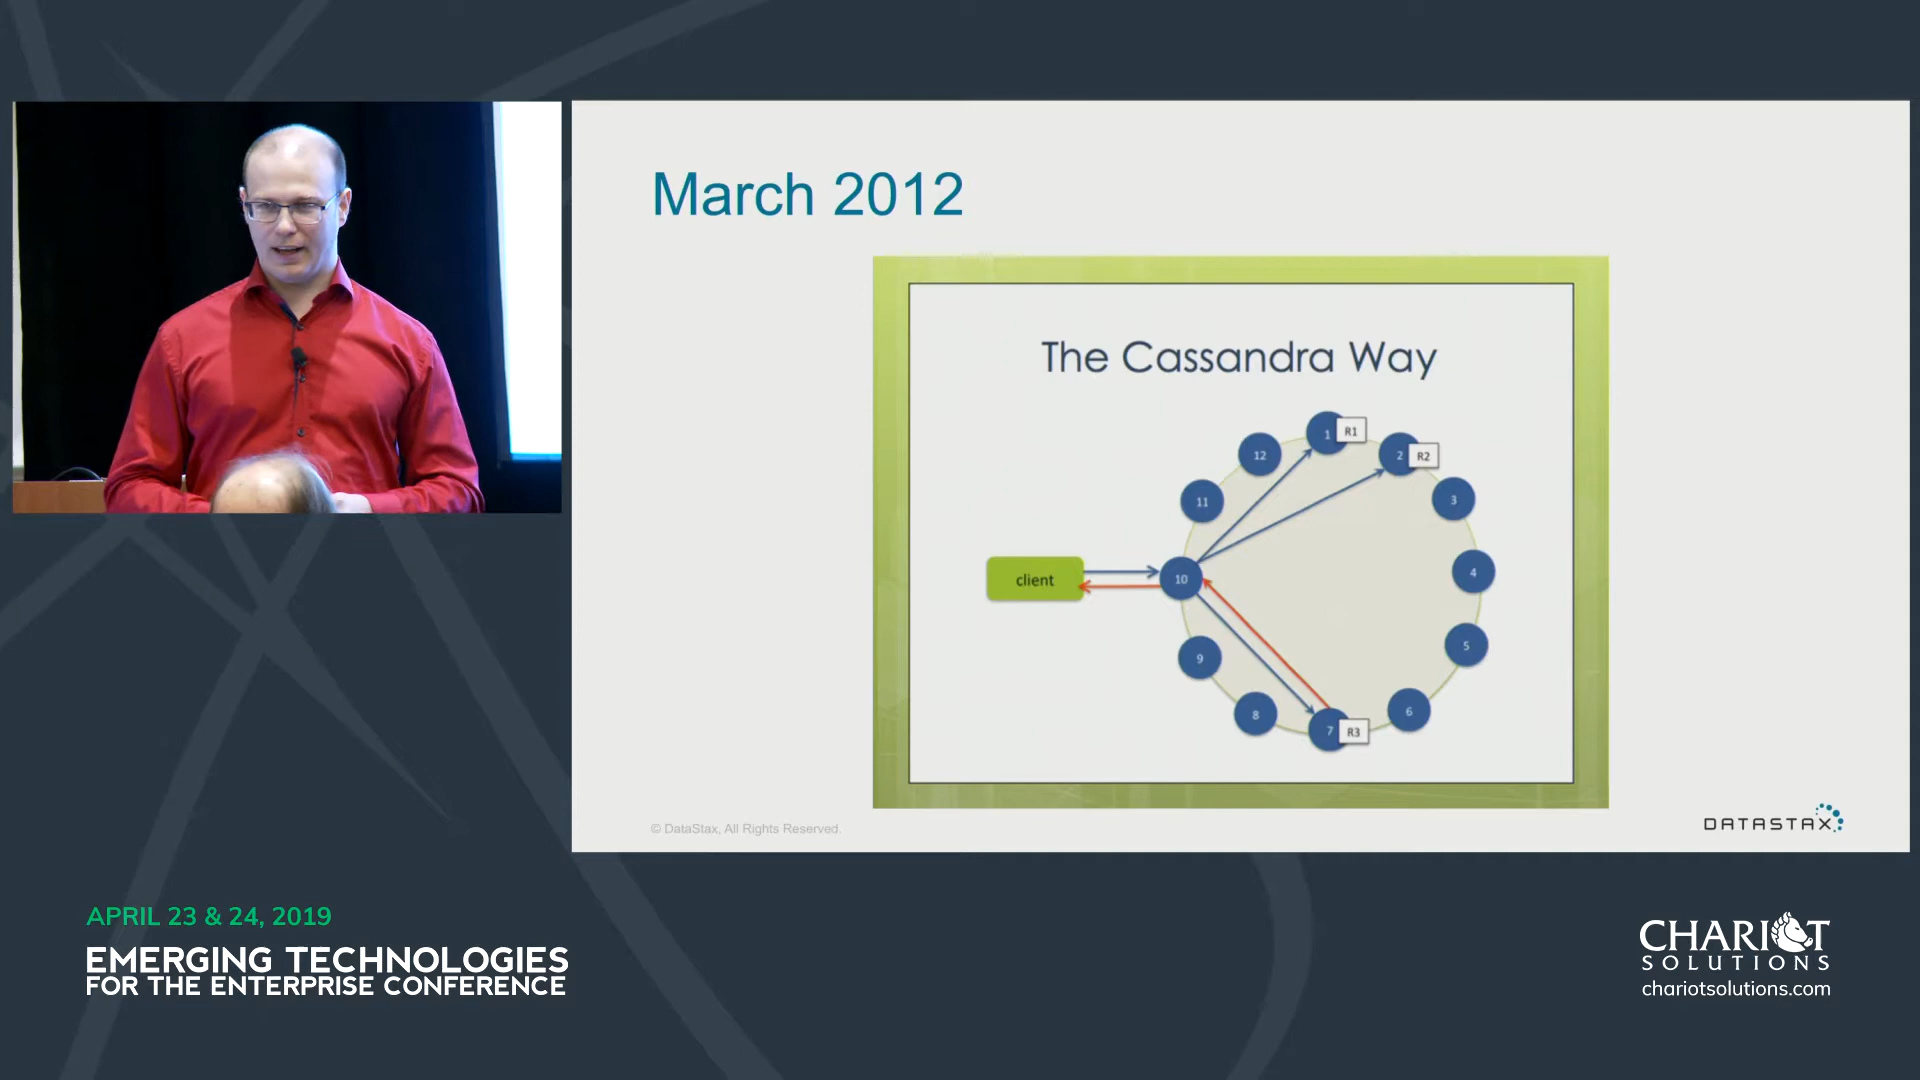 March 2012
The Cassandra Way
1
R1
2
R2
3
4
5
6
7
R3
8
9
10
11
12
client
© DataStax, All Rights Reserved.
DATASTAX
APRIL 23 & 24, 2019
EMERGING TECHNOLOGIES
FOR THE ENTERPRISE CONFERENCE
CHARIOT
SOLUTIONS
chariotsolutions.com